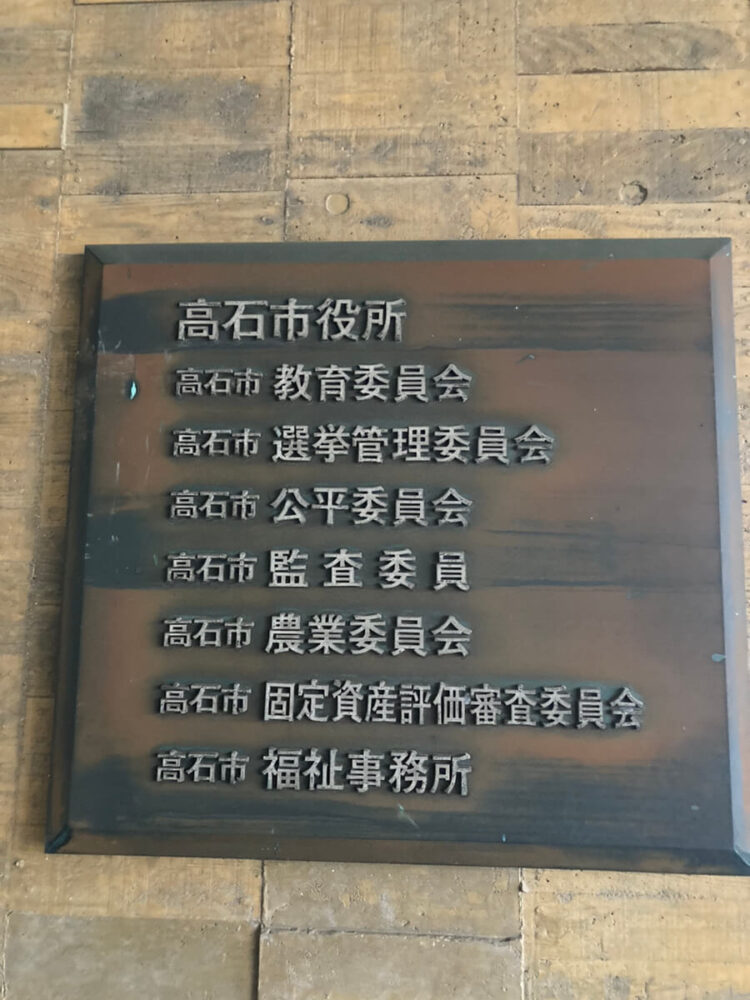 高石市役所
高石市 教育委員会
高石市 選挙管理委員会
高石市 公平委員会
高石市 監査委員
高石市 農業委員会
高石市 固定資産評価審査委員会
高石市 福祉事務所